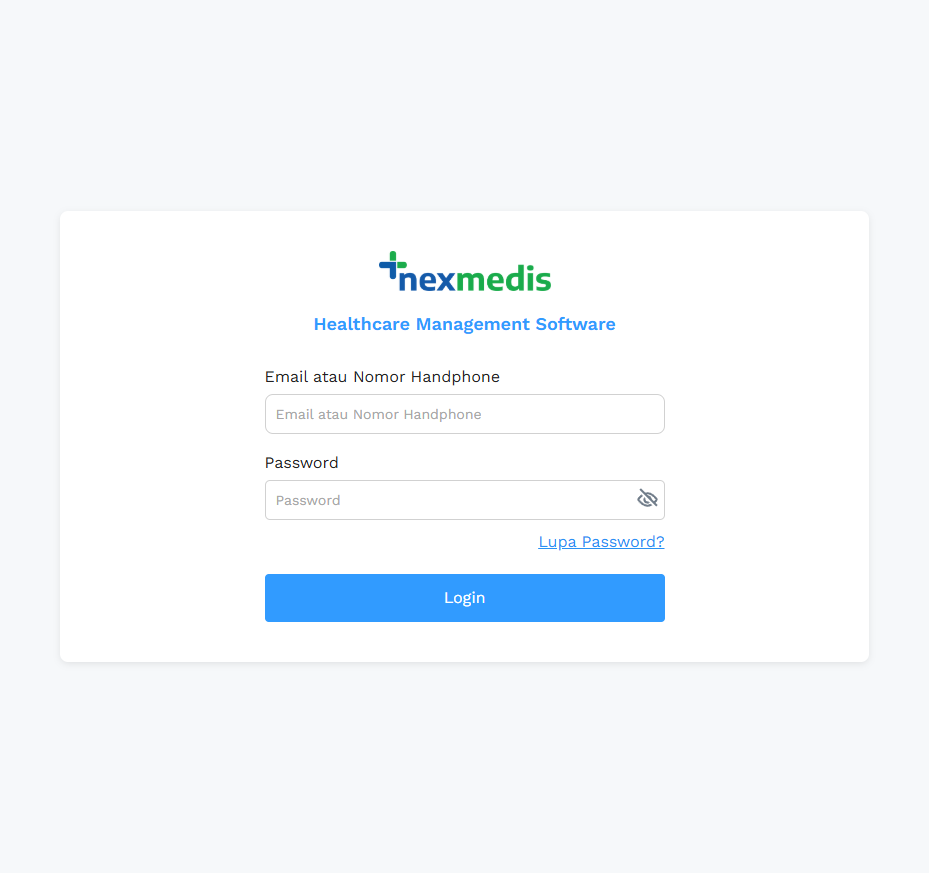 nexmedis
Healthcare Management Software
Email atau Nomor Handphone
Email atau Nomor Handphone
Password
Password
Lupa Password?
Login